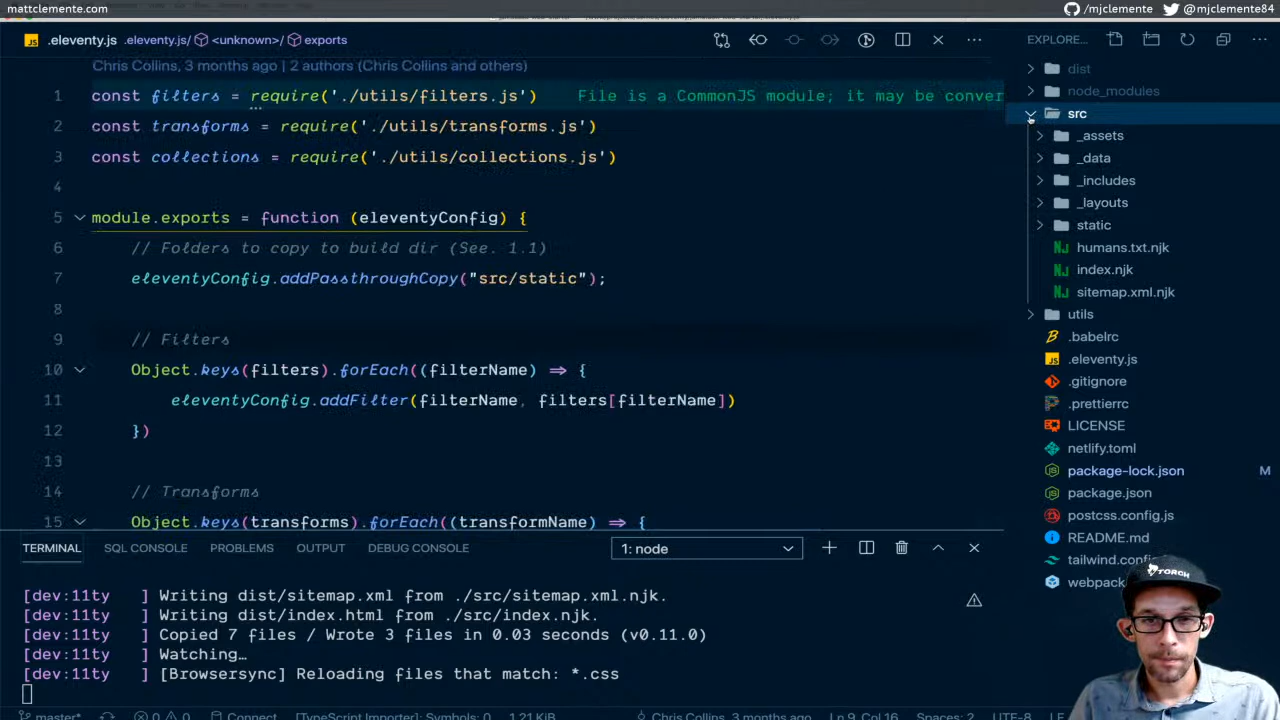 mattclemente.com
/mjclemente @mjclemente84
JS .eleventy.js .eleventy.js/ <unknown>/ exports
EXPLORE...
Chris Collins, 3 months ago | 2 authors (Chris Collins and others)
1 const filters = require('./utils/filters.js') File is a CommonJS module; it may be conver
2 const transforms = require('./utils/transforms.js')
3 const collections = require('./utils/collections.js')
4
5 module.exports = function (eleventyConfig) {
6 // Folders to copy to build dir (See. 1.1)
7 eleventyConfig.addPassthroughCopy("src/static");
8
9 // Filters
10 Object.keys(filters).forEach((filterName) => {
11 eleventyConfig.addFilter(filterName, filters[filterName])
12 })
13
14 // Transforms
15 Object.keys(transforms).forEach((transformName) => {
dist
node_modules
src
_assets
_data
_includes
_layouts
static
humans.txt.njk
index.njk
sitemap.xml.njk
utils
.babelrc
JS .eleventy.js
.gitignore
.prettierrc
LICENSE
netlify.toml
package-lock.json M
package.json
postcss.config.js
README.md
tailwind.config
webpack
TORCH
TERMINAL SQL CONSOLE PROBLEMS OUTPUT DEBUG CONSOLE 1: node
[dev:11ty ] Writing dist/sitemap.xml from ./src/sitemap.xml.njk.
[dev:11ty ] Writing dist/index.html from ./src/index.njk.
[dev:11ty ] Copied 7 files / Wrote 3 files in 0.03 seconds (v0.11.0)
[dev:11ty ] Watching…
[dev:11ty ] [Browsersync] Reloading files that match: *.css
master* 0 0 Connect [TypeScript Importer]: Symbols: 0 1.21 KiB Chris Collins, 3 months ago Ln 9, Col 16 Spaces: 2 UTF-8 LF